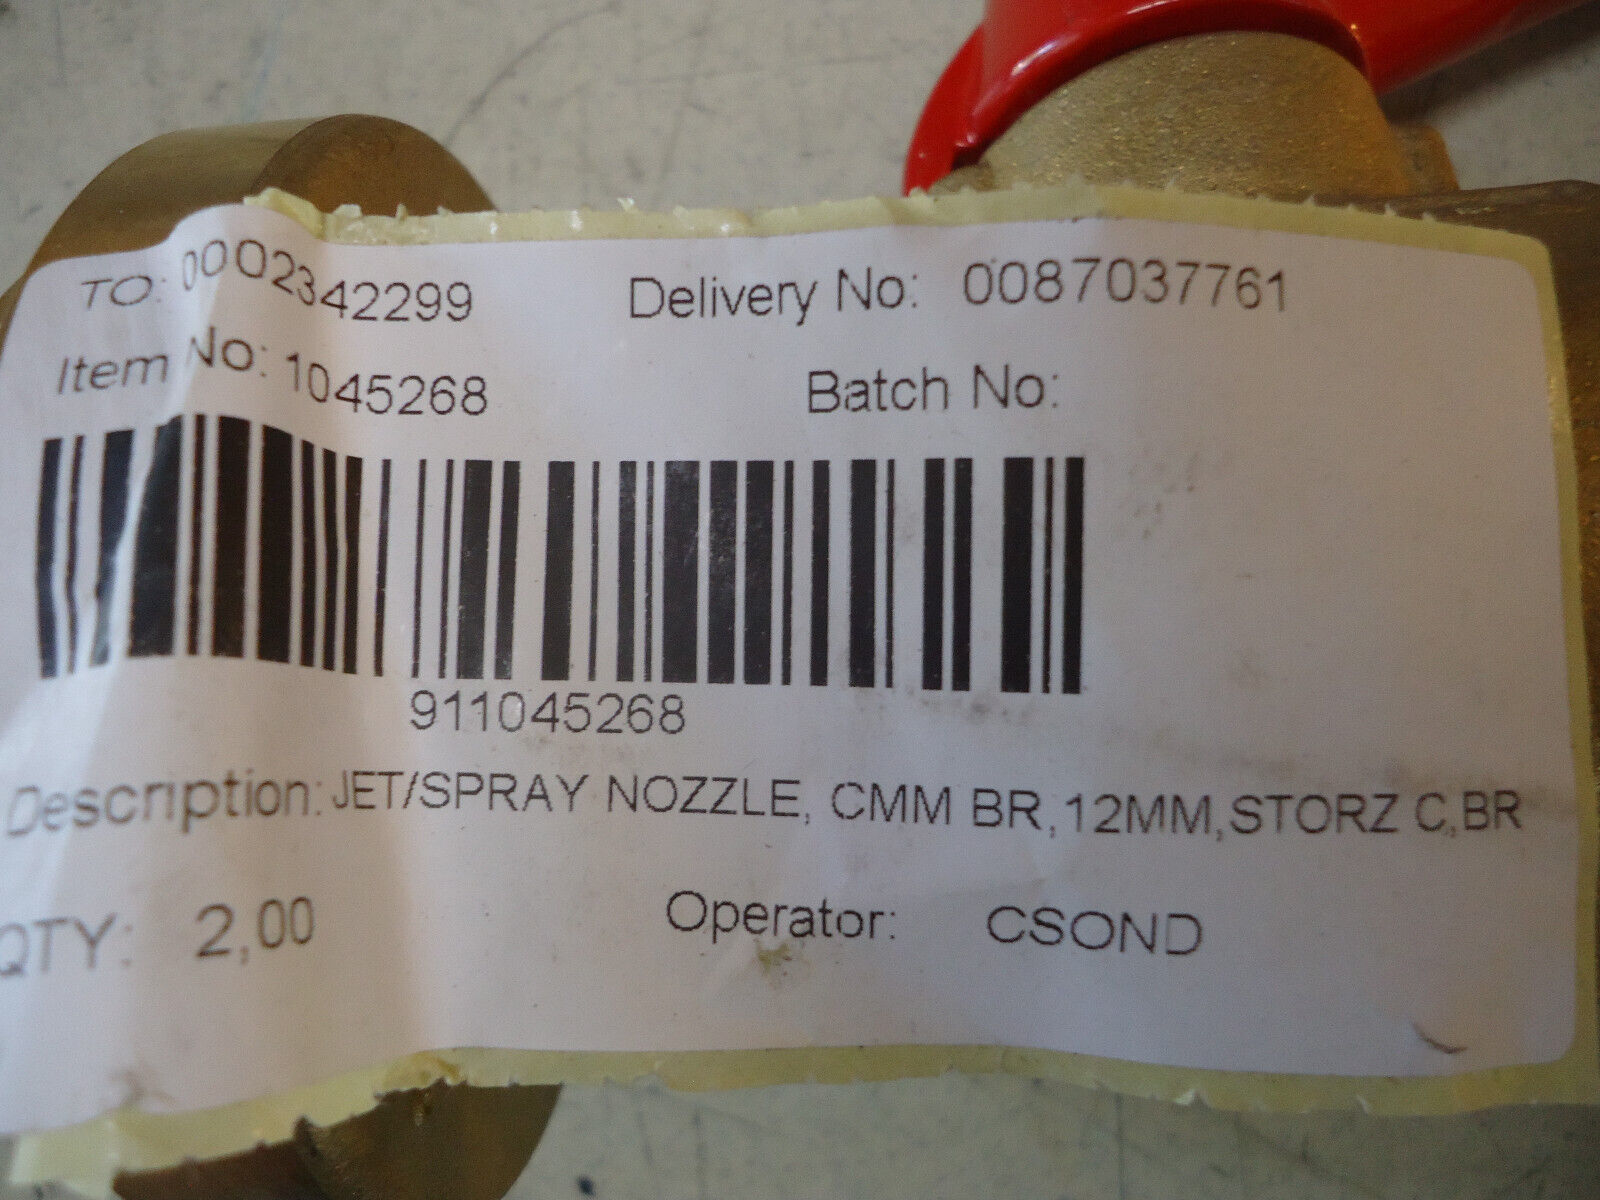 TO: 0002342299 Delivery No: 0087037761
Item No: 1045268 Batch No:
911045268
Description: JET/SPRAY NOZZLE, CMM BR,12MM,STORZ C,BR
QTY: 2,00 Operator: CSOND